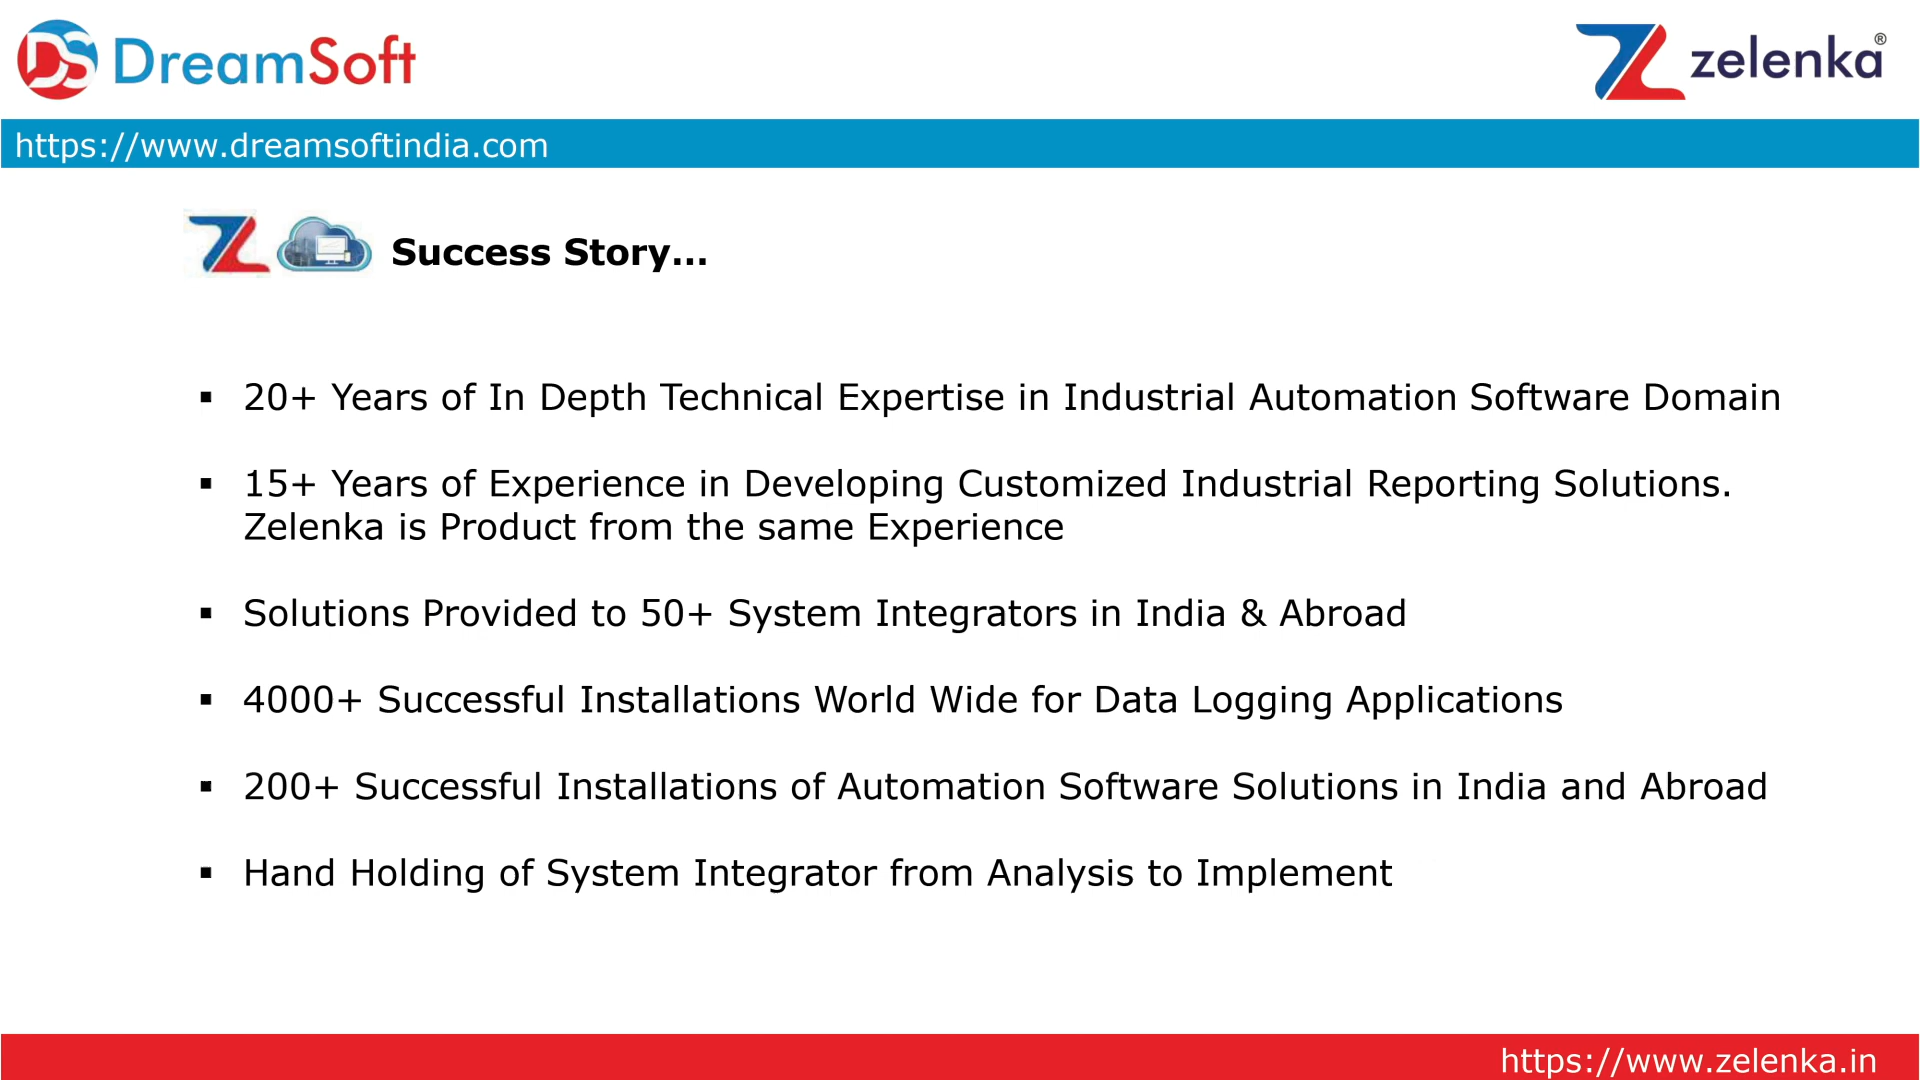 DS DreamSoft
zelenka®
https://www.dreamsoftindia.com
Success Story...
▪ 20+ Years of In Depth Technical Expertise in Industrial Automation Software Domain
▪ 15+ Years of Experience in Developing Customized Industrial Reporting Solutions.
Zelenka is Product from the same Experience
▪ Solutions Provided to 50+ System Integrators in India & Abroad
▪ 4000+ Successful Installations World Wide for Data Logging Applications
▪ 200+ Successful Installations of Automation Software Solutions in India and Abroad
▪ Hand Holding of System Integrator from Analysis to Implement
https://www.zelenka.in